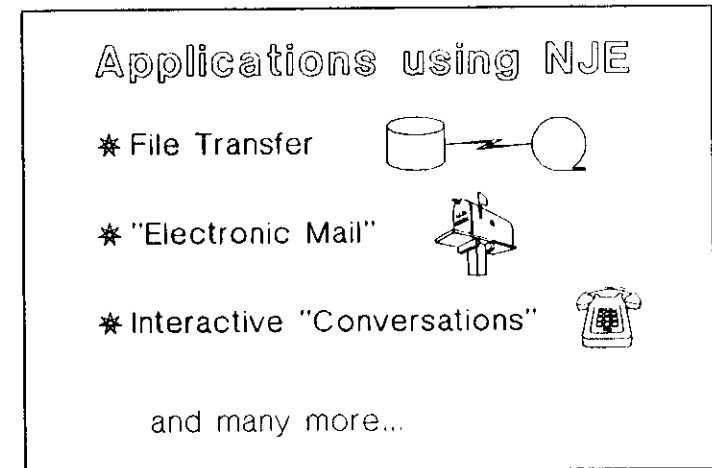 Applications using NJE
* File Transfer
* "Electronic Mail"
* Interactive "Conversations"
and many more...